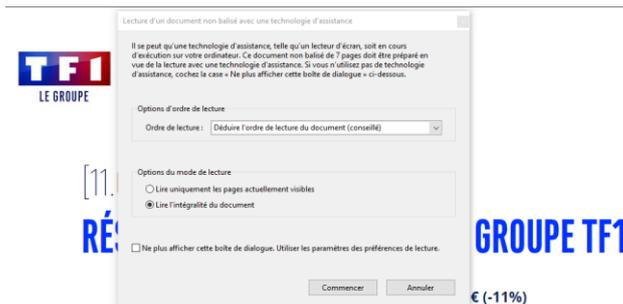 Lecture d'un document non balisé avec une technologie d'assistance
Il se peut qu'une technologie d'assistance, telle qu'un lecteur d'écran, soit en cours
d'exécution sur votre ordinateur. Ce document non balisé de 7 pages doit être préparé en
vue de la lecture avec une technologie d'assistance. Si vous n'utilisez pas de technologie
d'assistance, cochez la case « Ne plus afficher cette boîte de dialogue » ci-dessous.
TF1
LE GROUPE
Options d'ordre de lecture
Ordre de lecture : Déduire l'ordre de lecture du document (conseillé)
Options du mode de lecture
Lire uniquement les pages actuellement visibles
Lire l'intégralité du document
[11.
RÉS
GROUPE TF1
Ne plus afficher cette boîte de dialogue. Utiliser les paramètres des préférences de lecture.
Commencer Annuler
€ (-11%)